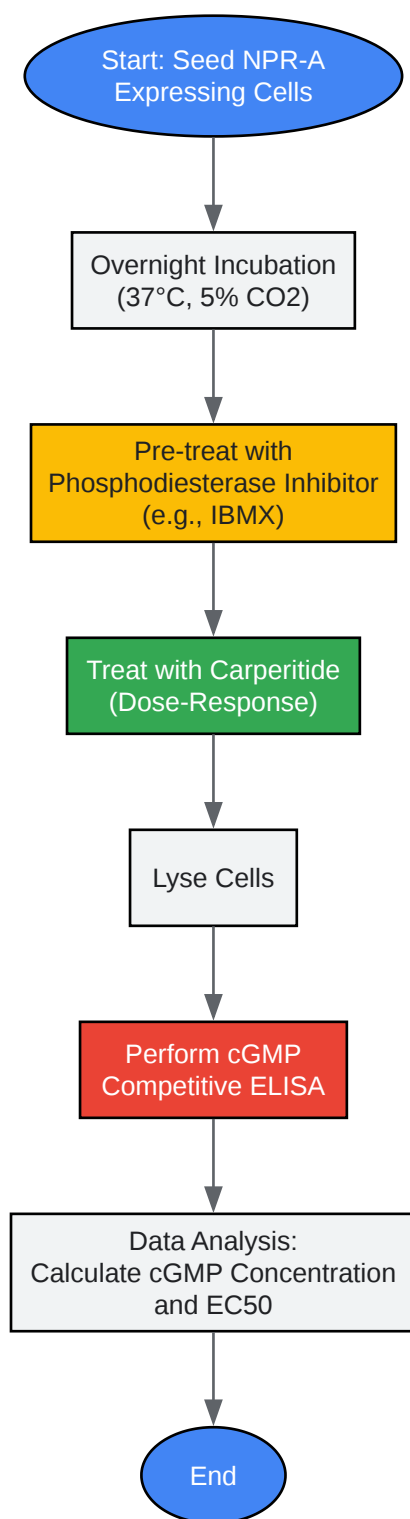 Start: Seed NPR-A
Expressing Cells
Overnight Incubation
(37°C, 5% CO2)
Pre-treat with
Phosphodiesterase Inhibitor
(e.g., IBMX)
Treat with Carperitide
(Dose-Response)
Lyse Cells
Perform cGMP
Competitive ELISA
Data Analysis:
Calculate cGMP Concentration
and EC50
End